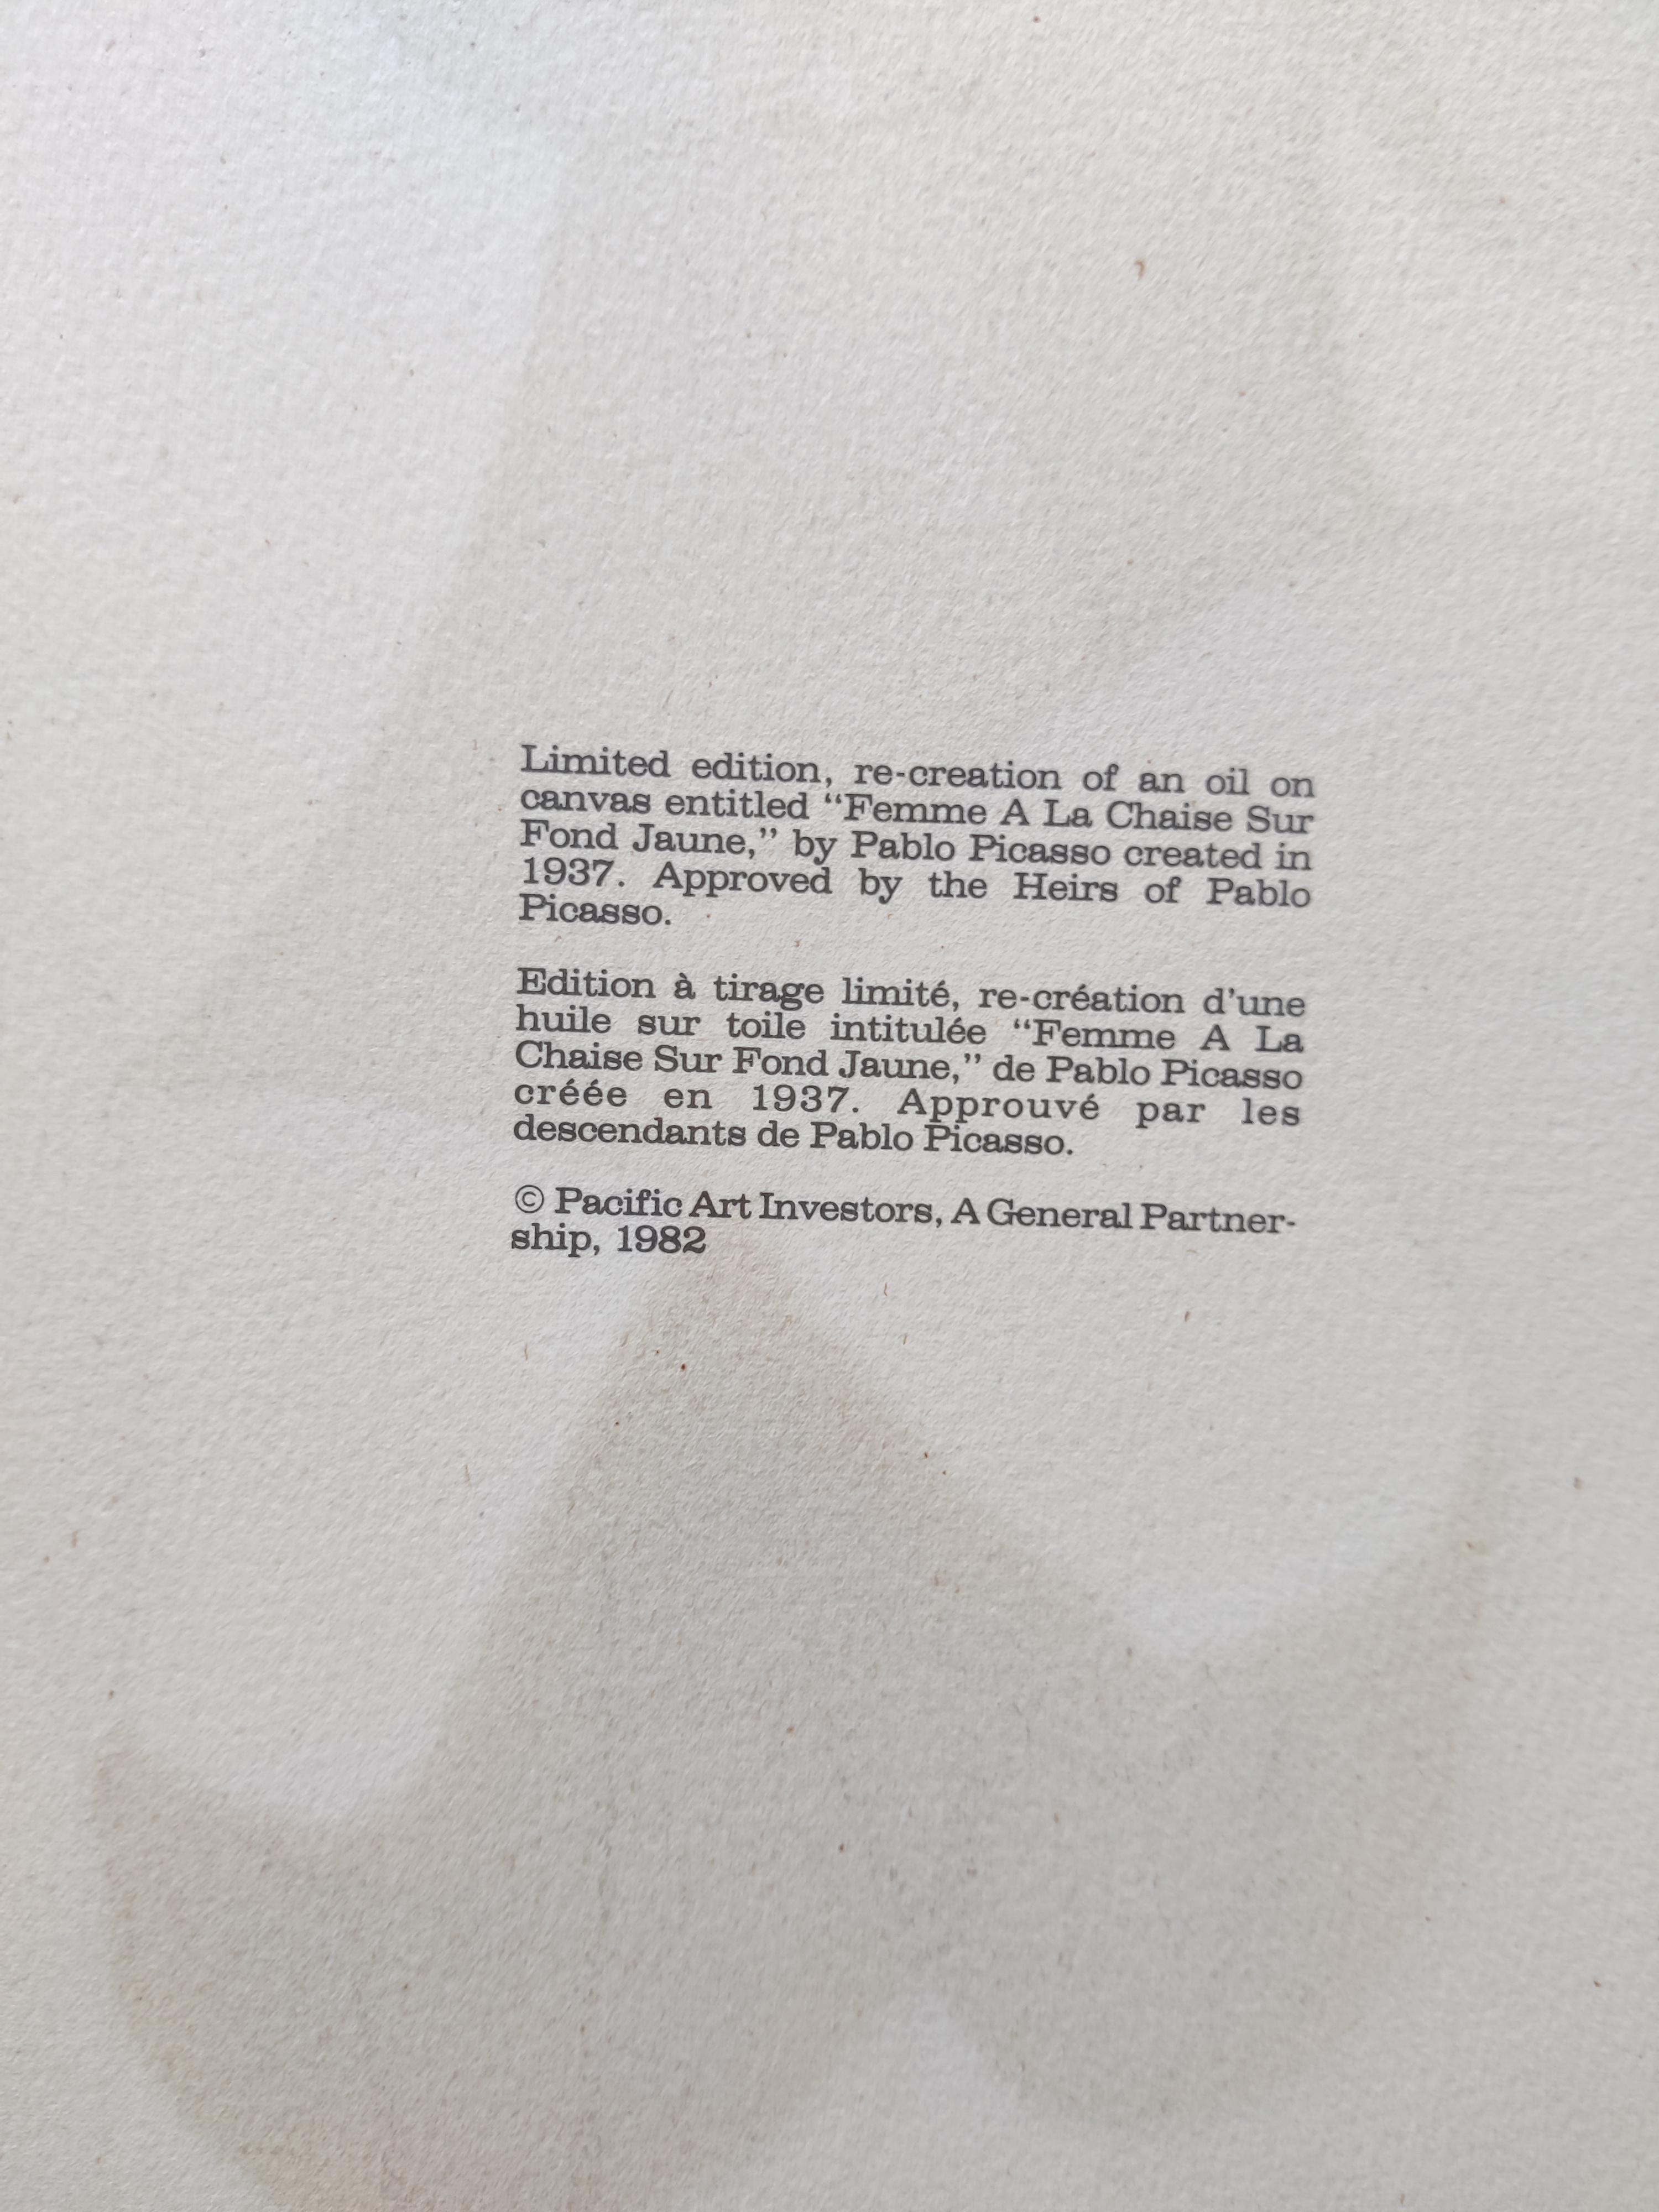 Limited edition, re-creation of an oil on
canvas entitled “Femme A La Chaise Sur
Fond Jaune,” by Pablo Picasso created in
1937. Approved by the Heirs of Pablo
Picasso.
Edition à tirage limité, re-création d’une
huile sur toile intitulée “Femme A La
Chaise Sur Fond Jaune,” de Pablo Picasso
créée en 1937. Approuvé par les
descendants de Pablo Picasso.
© Pacific Art Investors, A General Partner-
ship, 1982